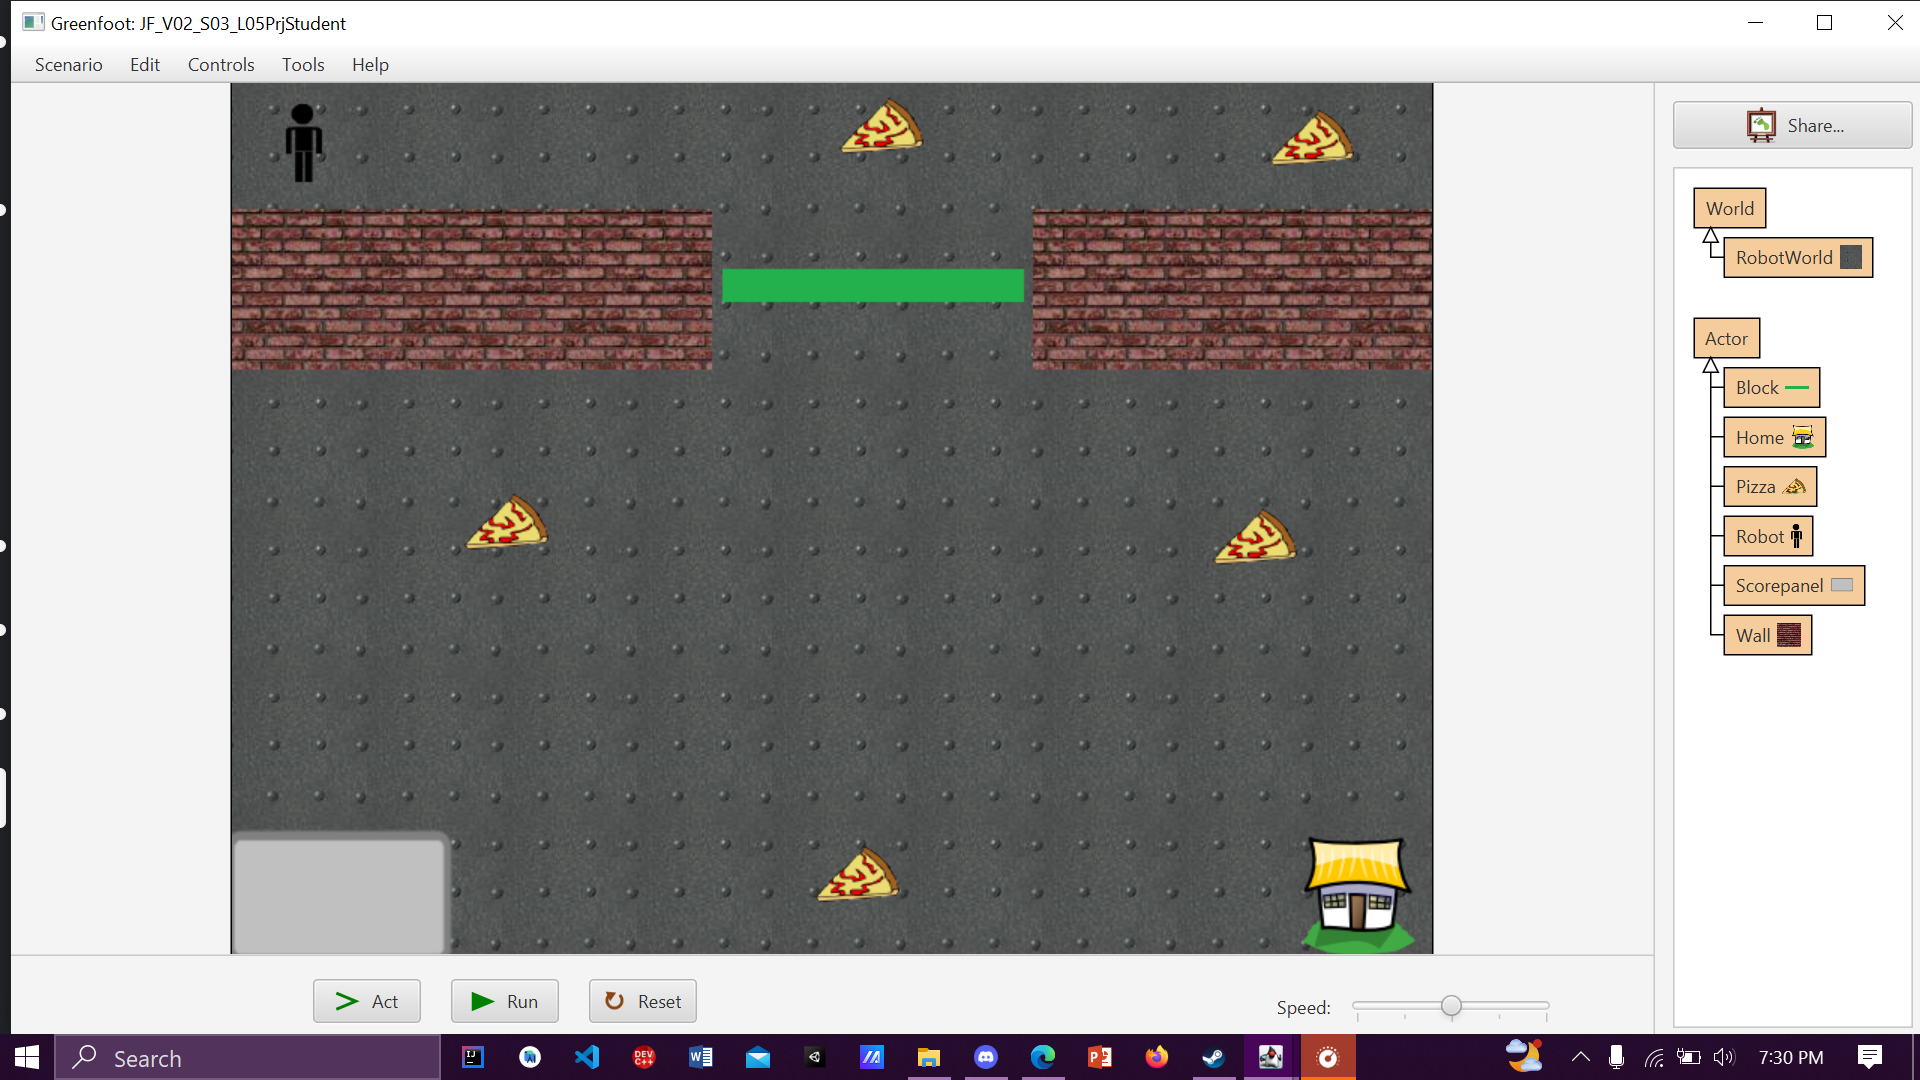 Greenfoot: JF_V02_S03_L05PrjStudent
Scenario Edit Controls Tools Help
Share...
World
RobotWorld
Actor
Block
Home
Pizza
Robot
Scorepanel
Wall
Act Run Reset Speed:
Search
DEV C++
7:30 PM